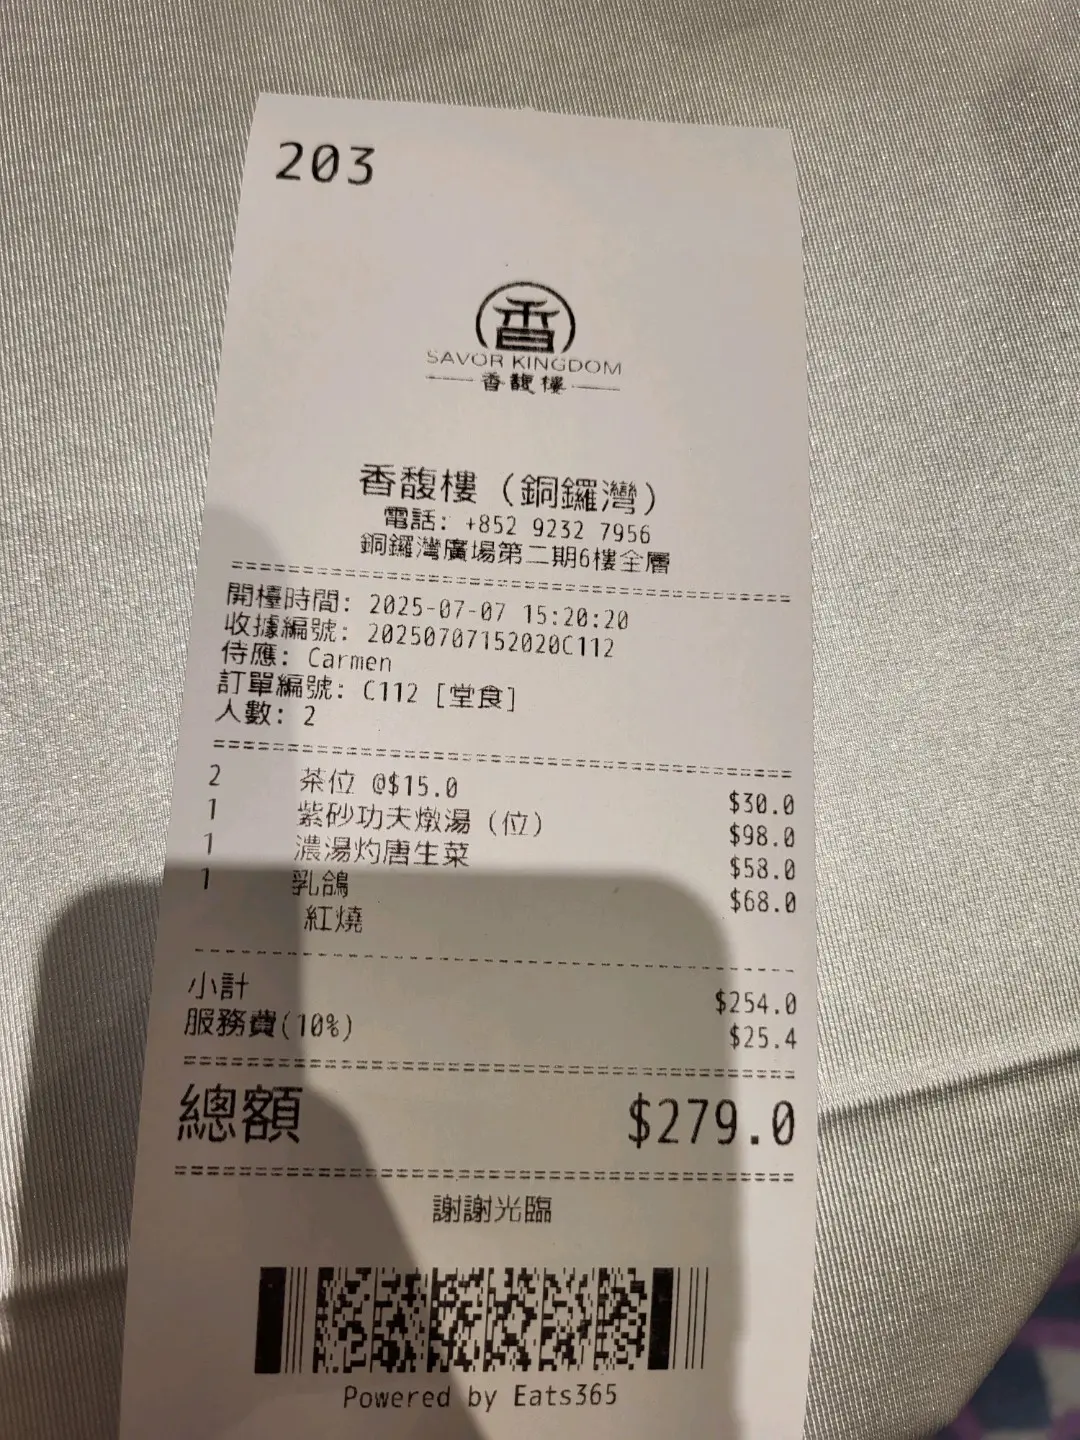 203
香
SAVOR KINGDOM
香馥樓
香馥樓 (銅鑼灣)
電話: +852 9232 7956
銅鑼灣廣場第二期6樓全層
開檯時間: 2025-07-07 15:20:20
收據編號: 20250707152020C112
侍應: Carmen
訂單編號: C112 [堂食]
人數: 2
2 茶位 @$15.0 $30.0
1 紫砂功夫燉湯 (位) $98.0
1 濃湯灼唐生菜 $58.0
1 乳鴿 $68.0
紅燒
小計 $254.0
服務費(10%) $25.4
總額 $279.0
謝謝光臨
Powered by Eats365